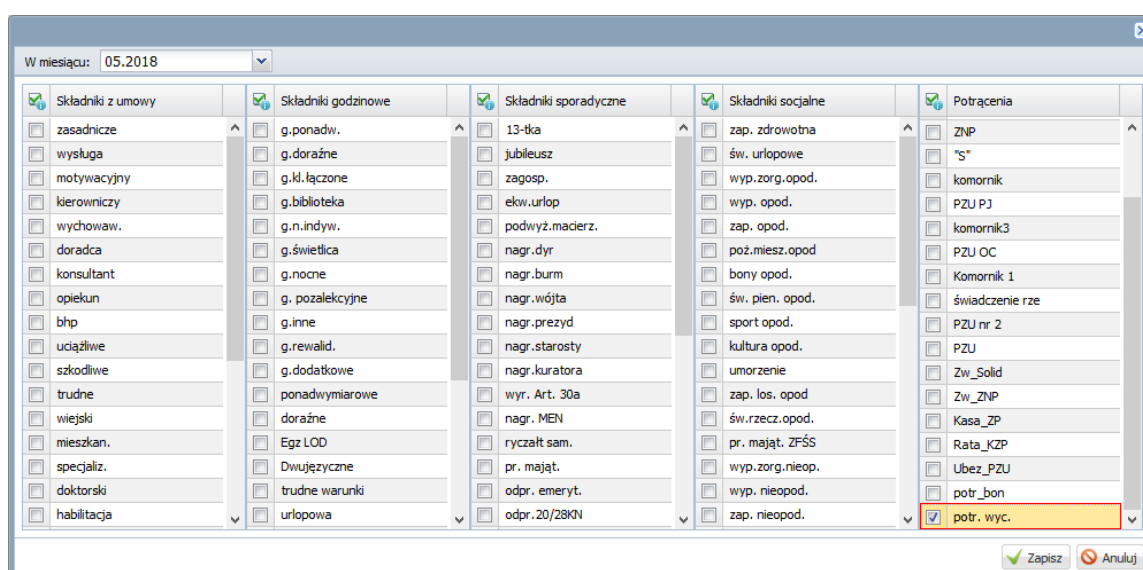 W miesiącu: 05.2018
Składniki z umowy Składniki godzinowe Składniki sporadyczne Składniki socjalne Potrącenia
zasadnicze g.ponadw. 13-tka zap. zdrowotna ZNP
wysługa g.doraźne jubileusz św. urlopowe "S"
motywacyjny g.kl.łączone zagosp. wyp.zorg.opod. komornik
kierowniczy g.biblioteka ekw.urlop wyp. opod. PZU PJ
wychowaw. g.n.indyw. podwyż.macierz. zap. opod. komornik3
doradca g.świetlica nagr.dyr poż.miesz.opod PZU OC
konsultant g.nocne nagr.burm bony opod. Komornik 1
opiekun g. pozalekcyjne nagr.wójta św. pien. opod. świadczenie rze
bhp g.inne nagr.prezyd sport opod. PZU nr 2
uciążliwe g.rewalid. nagr.starosty kultura opod. PZU
szkodliwe g.dodatkowe nagr.kuratora umorzenie Zw_Solid
trudne ponadwymiarowe wyr. Art. 30a zap. los. opod Zw_ZNP
wiejski doraźne nagr. MEN św.rzecz.opod. Kasa_ZP
mieszkan. Egz LOD ryczałt sam. pr. mająt. ZFŚS Rata_KZP
specjaliz. Dwujęzyczne pr. mająt. wyp.zorg.nieop. Ubez_PZU
doktorski trudne warunki odpr. emeryt. wyp. nieopod. potr_bon
habilitacja urlopowa odpr.20/28KN zap. nieopod. potr. wyc.
Zapisz Anuluj